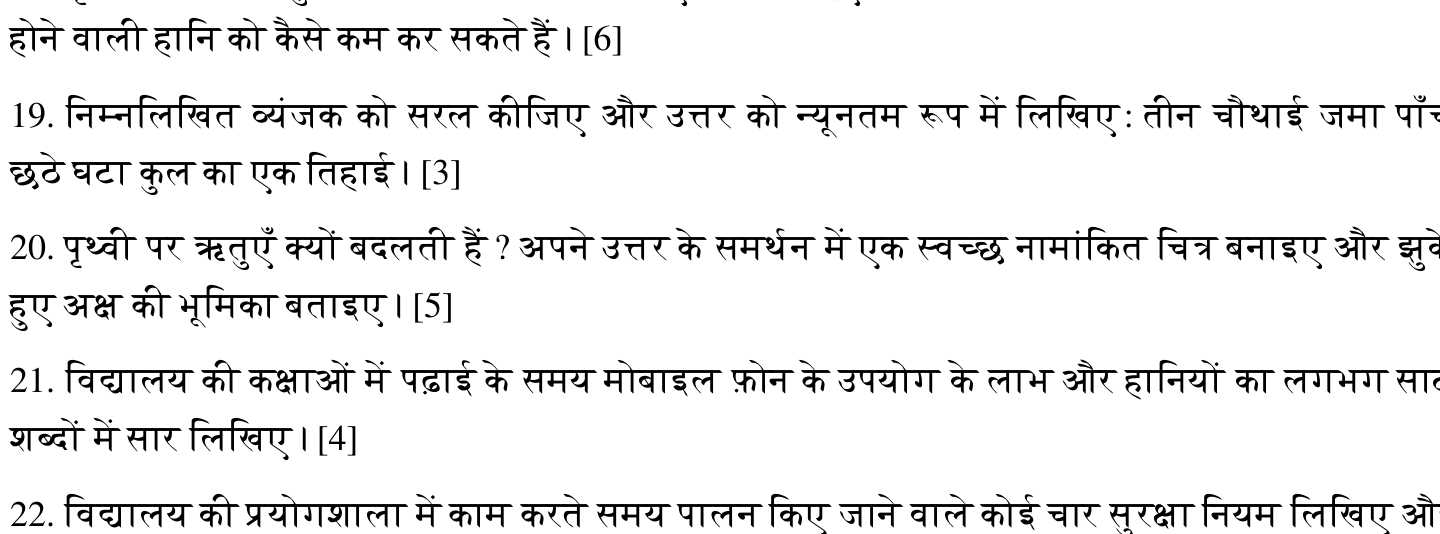 होने वाली हानि को कैसे कम कर सकते हैं। [6]
19. निम्नलिखित व्यंजक को सरल कीजिए और उत्तर को न्यूनतम रूप में लिखिए: तीन चौथाई जमा
छठे घटा कुल का एक तिहाई। [3]
20. पृथ्वी पर ऋतुएँ क्यों बदलती हैं? अपने उत्तर के समर्थन में एक स्वच्छ नामांकित चित्र बनाइए और झुके
हुए अक्ष की भूमिका बताइए। [5]
21. विद्यालय की कक्षाओं में पढ़ाई के समय मोबाइल फ़ोन के उपयोग के लाभ और हानियों का लगभग
शब्दों में सार लिखिए। [4]
22. विद्यालय की प्रयोगशाला में काम करते समय पालन किए जाने वाले कोई चार सुरक्षा नियम लिखिए